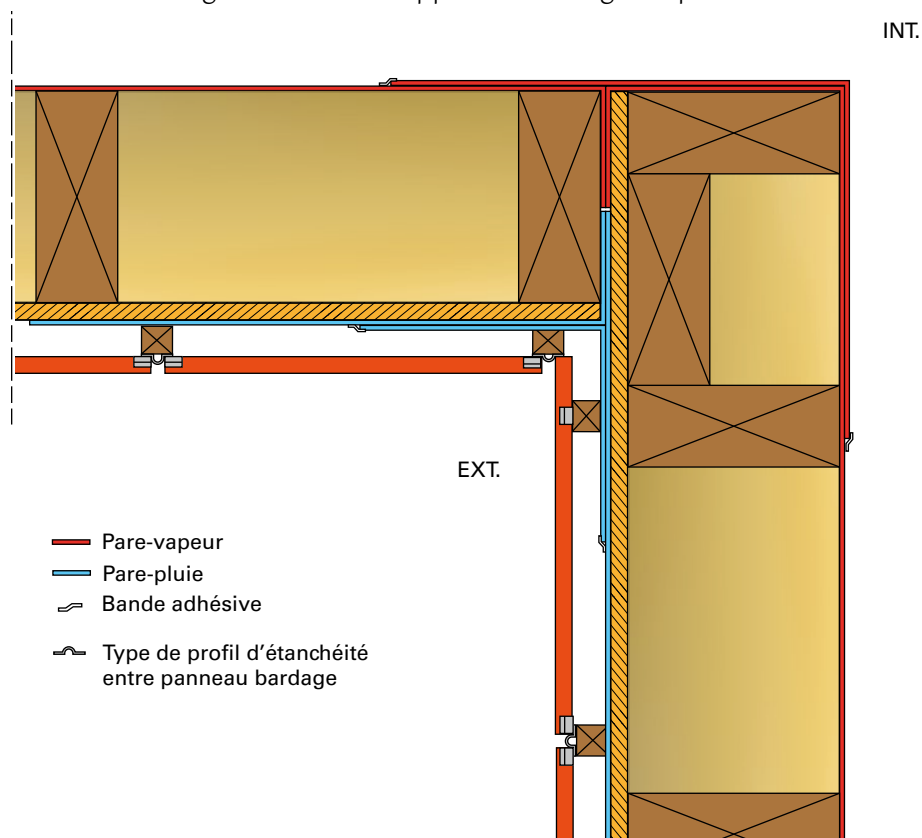 INT.
EXT.
Pare-vapeur
Pare-pluie
Bande adhésive
Type de profil d'étanchéité
entre panneau bardage